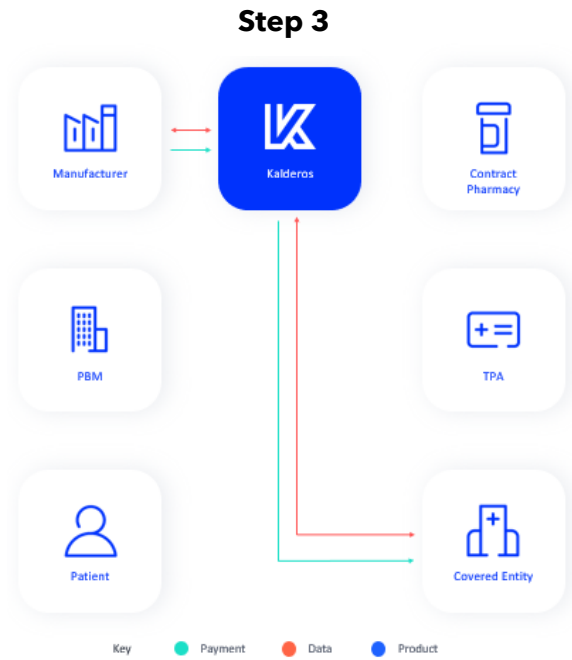 Step 3
Manufacturer
Kalderos
Contract
Pharmacy
PBM
TPA
Patient
Covered Entity
Key
Payment
Data
Product